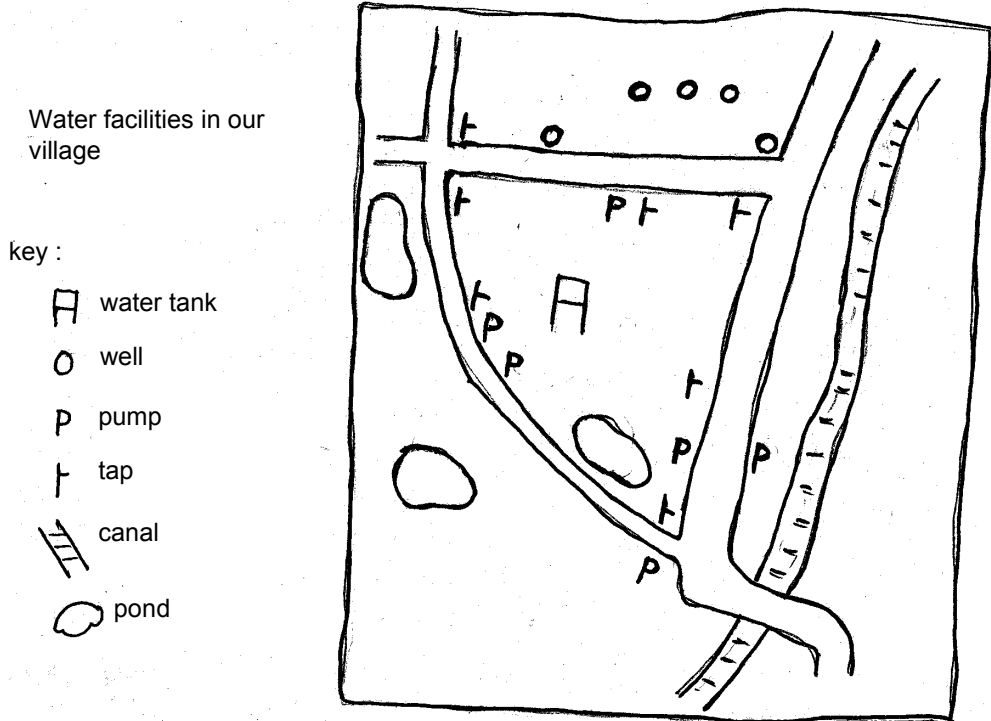 Water facilities in our
village
key :
water tank
well
P pump
tap
canal
pond
P
P
P
P
P
P